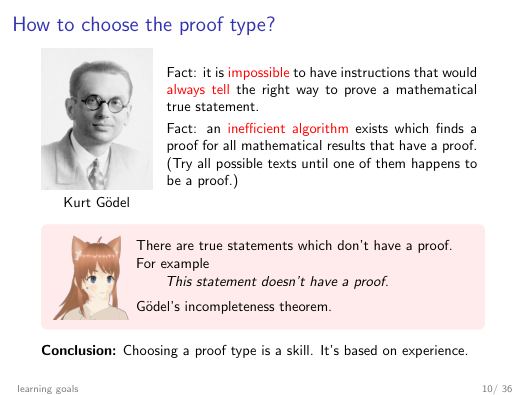 How to choose the proof type?
Fact: it is impossible to have instructions that would
always tell the right way to prove a mathematical
true statement.
Fact: an inefficient algorithm exists which finds a
proof for all mathematical results that have a proof.
(Try all possible texts until one of them happens to
be a proof.)
Kurt Gödel
There are true statements which don't have a proof.
For example
This statement doesn't have a proof.
Gödel's incompleteness theorem.
Conclusion: Choosing a proof type is a skill. It's based on experience.
learning goals
10/ 36